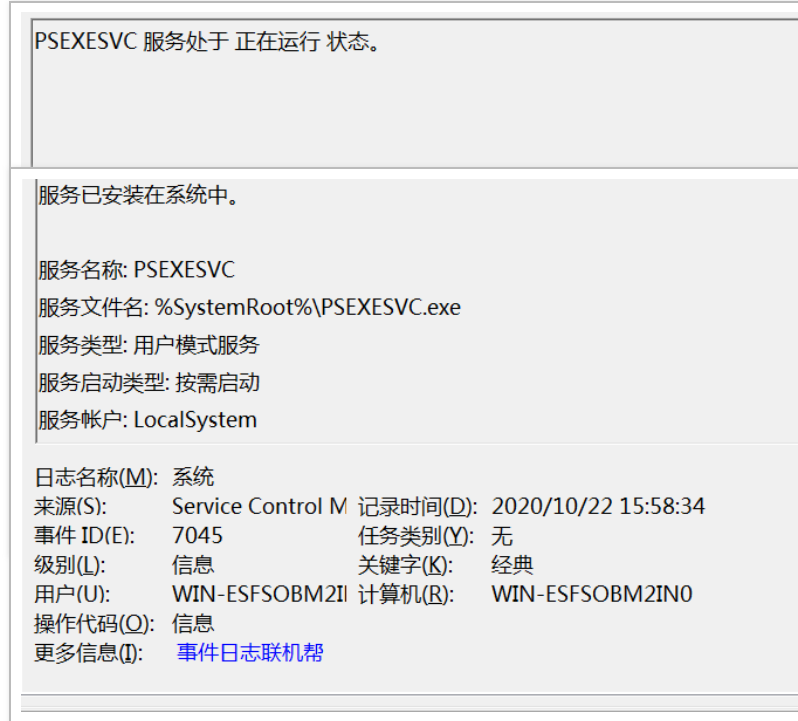 PSEXESVC 服务处于 正在运行 状态。
服务已安装在系统中。
服务名称: PSEXESVC
服务文件名: %SystemRoot%\PSEXESVC.exe
服务类型: 用户模式服务
服务启动类型: 按需启动
服务帐户: LocalSystem
日志名称(M): 系统
来源(S): Service Control M 记录时间(D): 2020/10/22 15:58:34
事件 ID(E): 7045 任务类别(Y): 无
级别(L): 信息 关键字(K): 经典
用户(U): WIN-ESFSOBM2I 计算机(R): WIN-ESFSOBM2IN0
操作代码(O): 信息
更多信息(I): 事件日志联机帮